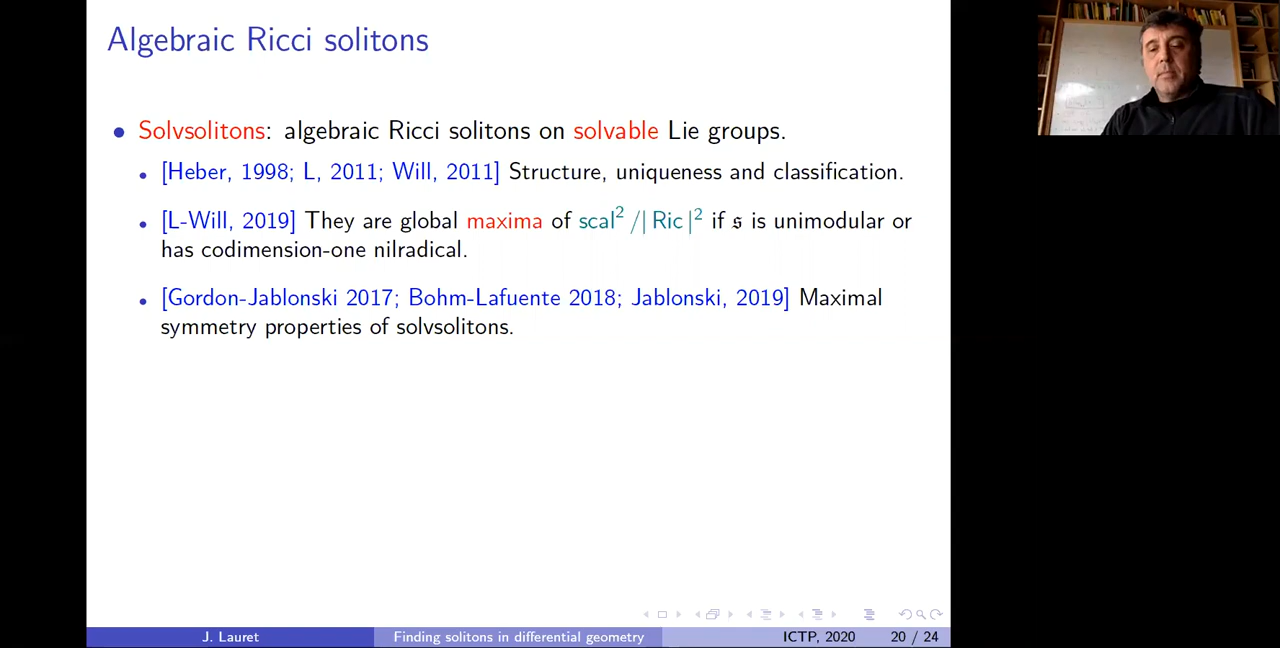 Algebraic Ricci solitons
• Solvsolitons: algebraic Ricci solitons on solvable Lie groups.
• [Heber, 1998; L, 2011; Will, 2011] Structure, uniqueness and classification.
• [L-Will, 2019] They are global maxima of scal² /| Ric |² if 𝔰 is unimodular or
has codimension-one nilradical.
• [Gordon-Jablonski 2017; Bohm-Lafuente 2018; Jablonski, 2019] Maximal
symmetry properties of solvsolitons.
J. Lauret Finding solitons in differential geometry ICTP, 2020 20 / 24